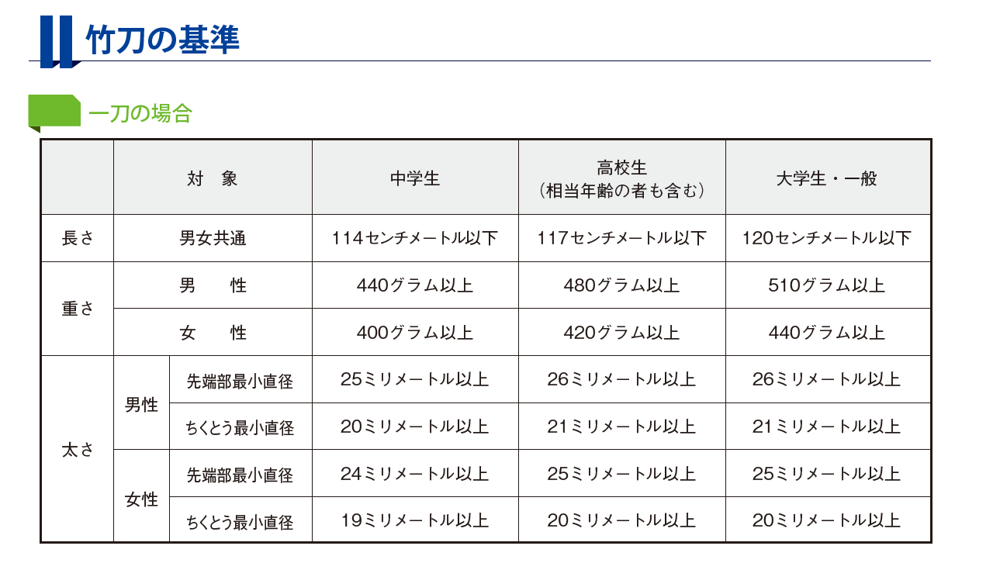 竹刀の基準
一刀の場合
対　象
中学生
高校生
（相当年齢の者も含む）
大学生・一般
長さ
男女共通
114センチメートル以下
117センチメートル以下
120センチメートル以下
重さ
男　　性
440グラム以上
480グラム以上
510グラム以上
女　　性
400グラム以上
420グラム以上
440グラム以上
太さ
男性
先端部最小直径
25ミリメートル以上
26ミリメートル以上
26ミリメートル以上
ちくとう最小直径
20ミリメートル以上
21ミリメートル以上
21ミリメートル以上
女性
先端部最小直径
24ミリメートル以上
25ミリメートル以上
25ミリメートル以上
ちくとう最小直径
19ミリメートル以上
20ミリメートル以上
20ミリメートル以上